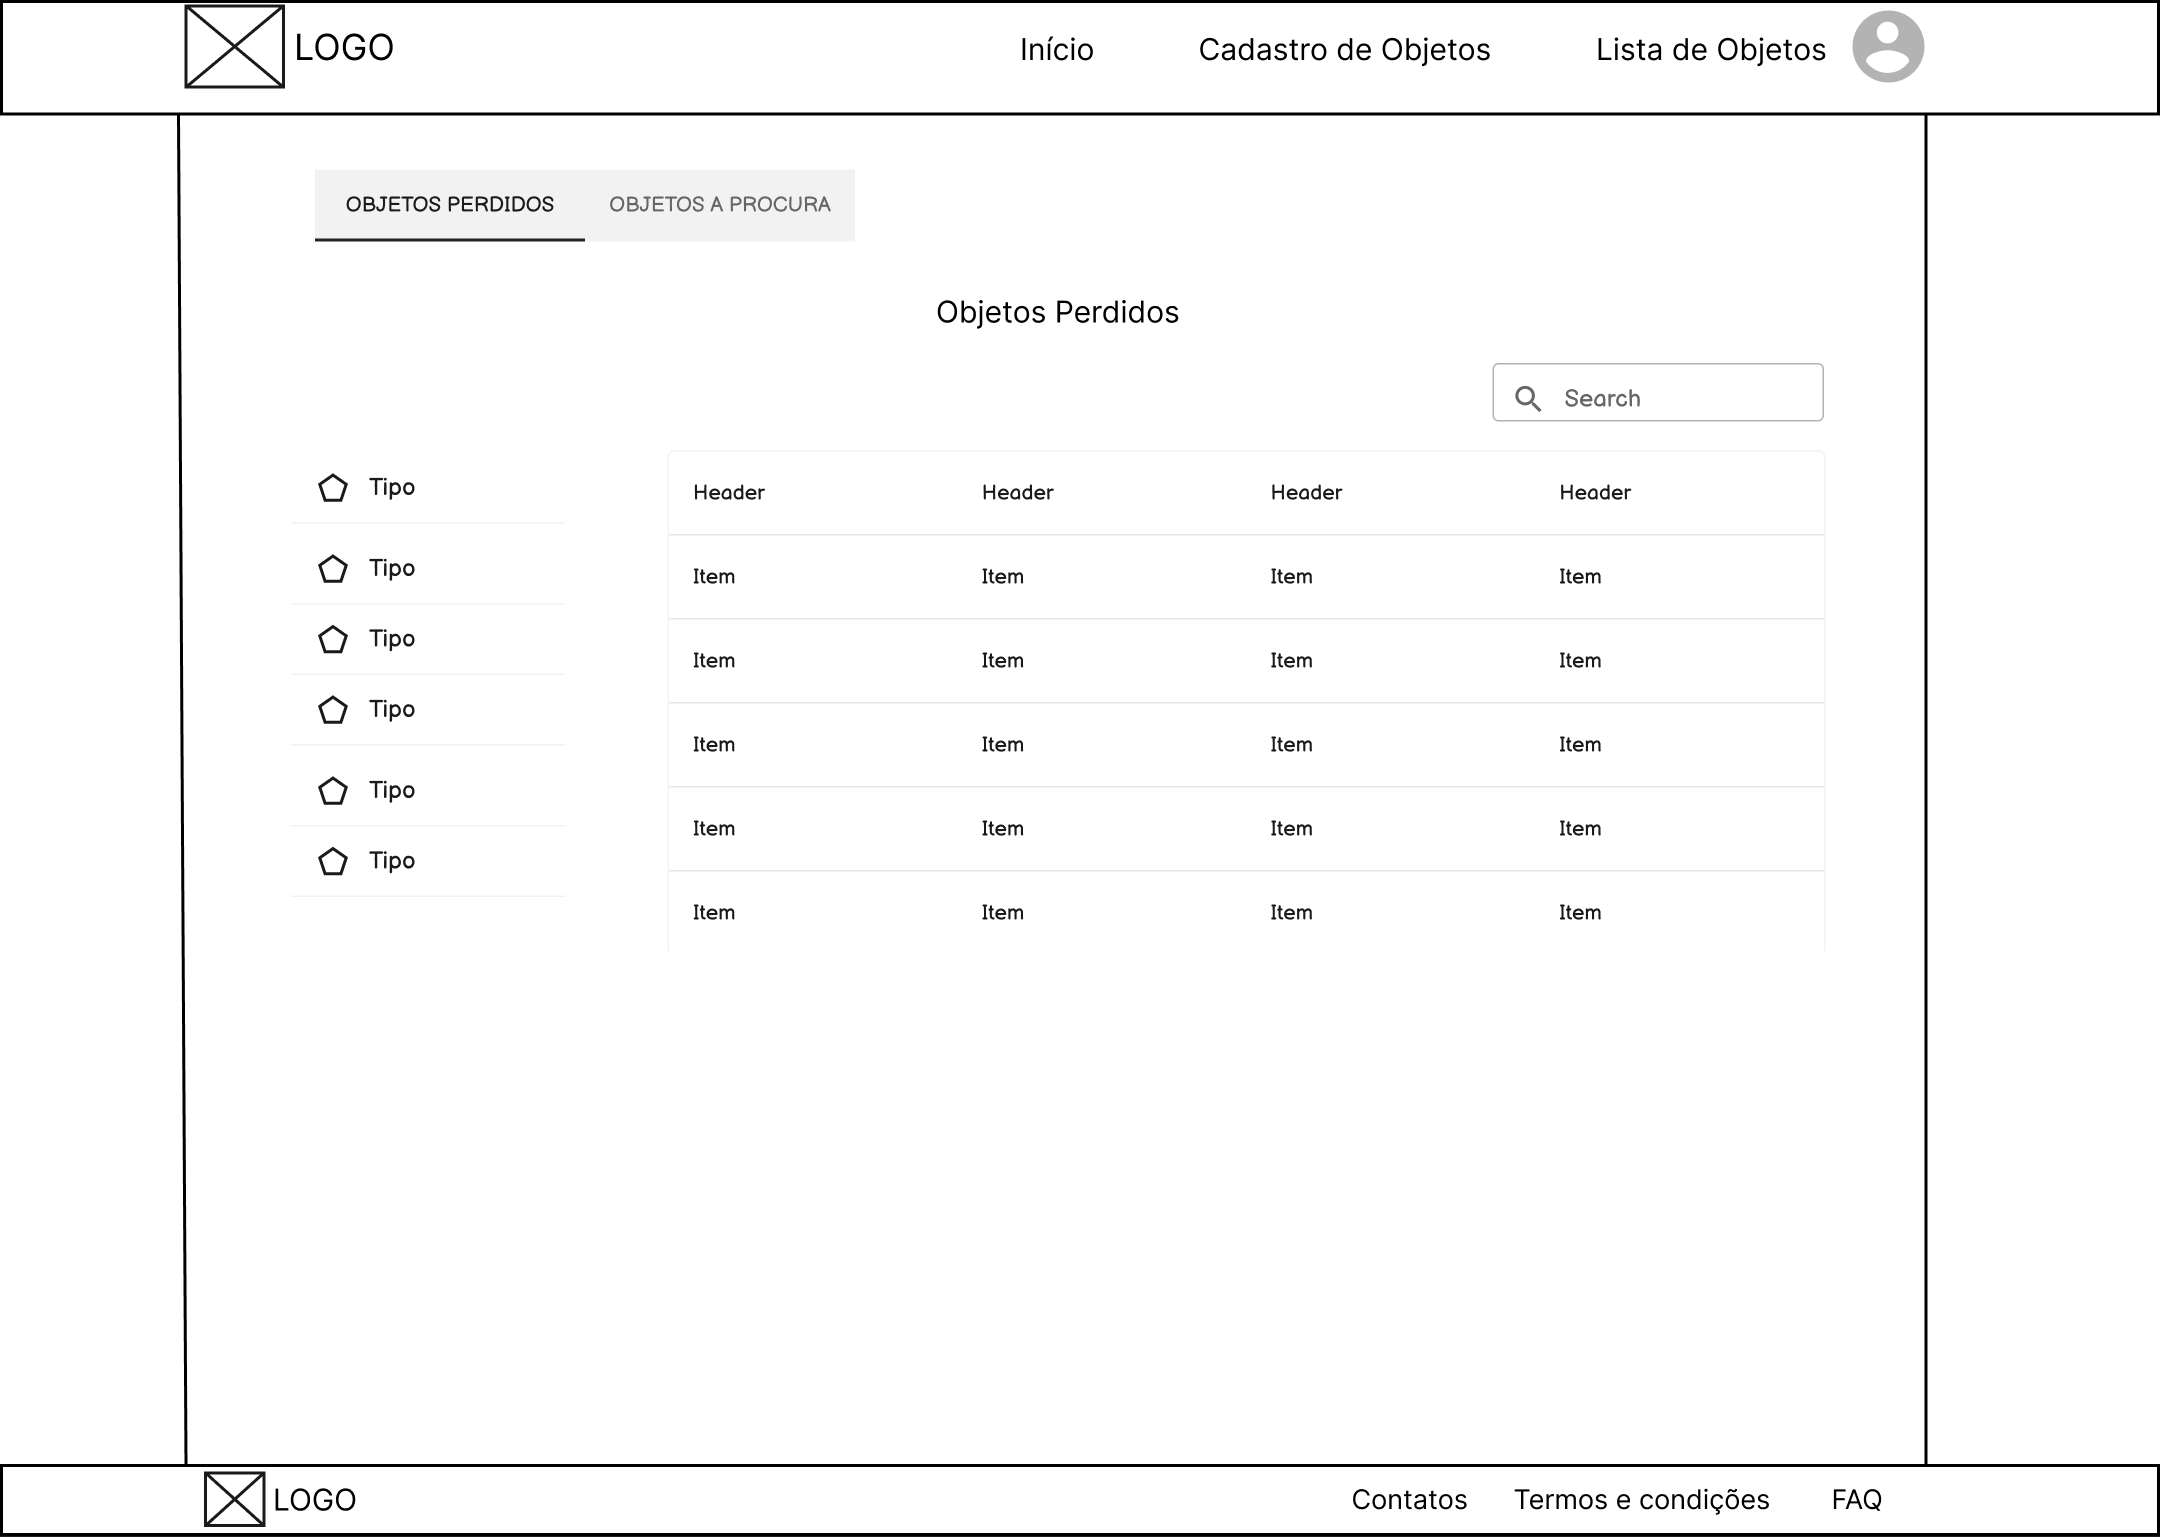 LOGO Início Cadastro de Objetos Lista de Objetos
OBJETOS PERDIDOS OBJETOS A PROCURA
Objetos Perdidos
Search
Tipo
Tipo
Tipo
Tipo
Tipo
Tipo
Header Header Header Header
Item Item Item Item
Item Item Item Item
Item Item Item Item
Item Item Item Item
Item Item Item Item
LOGO Contatos Termos e condições FAQ